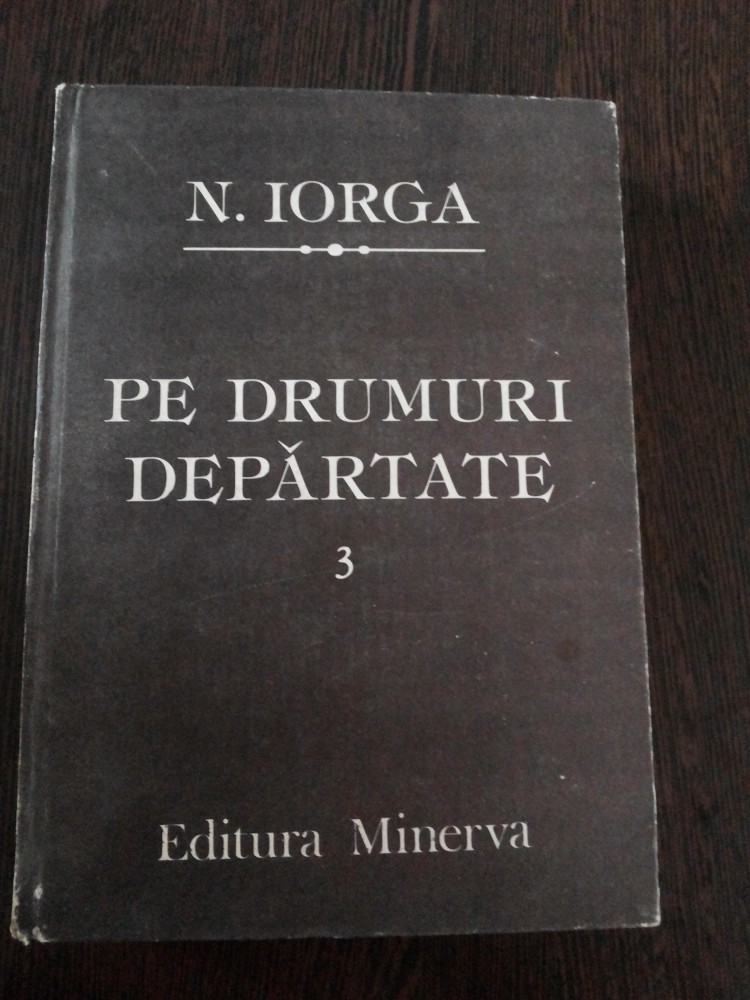 N. IORGA
PE DRUMURI
DEPĂRTATE
3
Editura Minerva